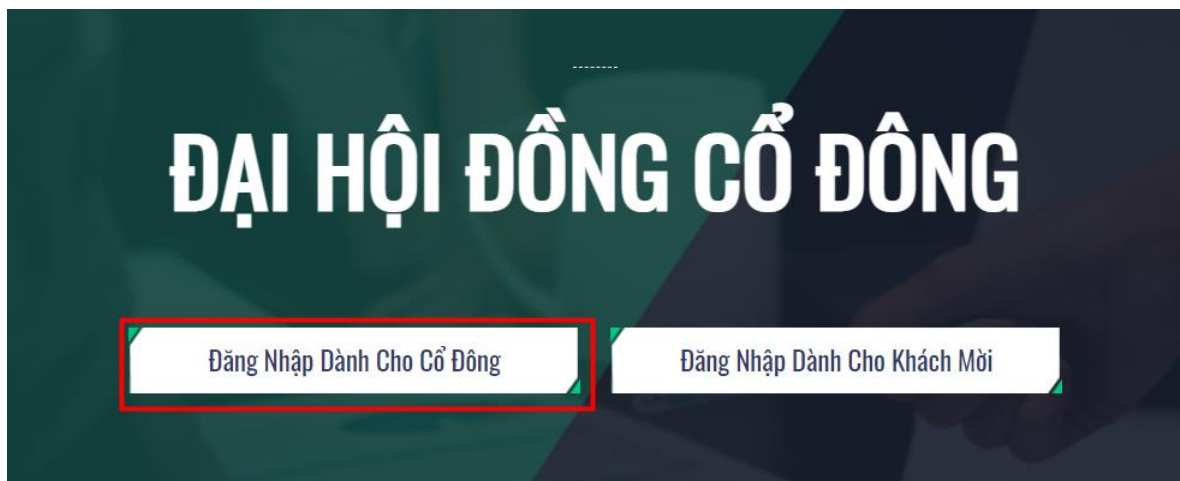 --------
ĐẠI HỘI ĐỒNG CỔ ĐÔNG
Đăng Nhập Dành Cho Cổ Đông
Đăng Nhập Dành Cho Khách Mời